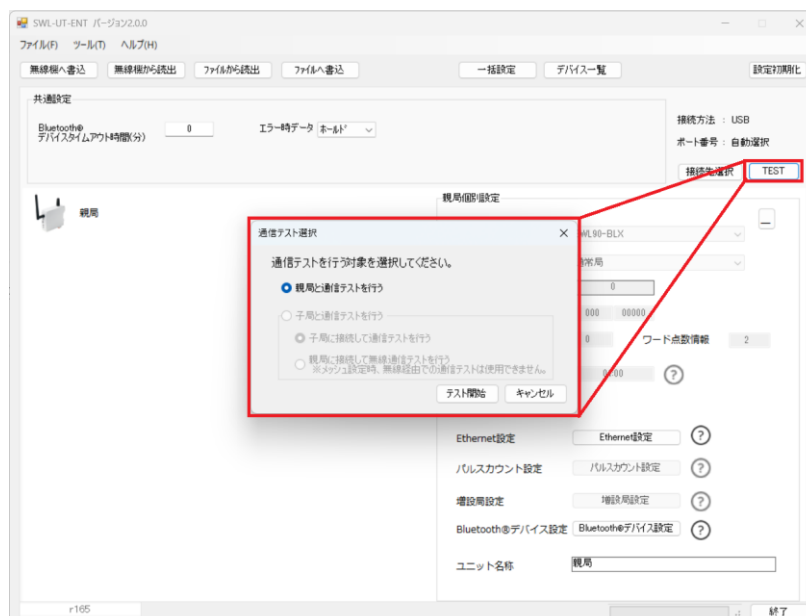 SWL-UT-ENT バージョン2.0.0
ファイル(F) ツール(T) ヘルプ(H)
無線機へ書込 無線機から読出 ファイルから読出 ファイルへ書込 一括設定 デバイス一覧 設定初期化
共通設定
Bluetooth®
デバイスタイムアウト時間(分) 0 エラー時データ ホールド
接続方法 : USB
ポート番号 : 自動選択
接続先選択 TEST
親局
親局個別設定
WL90-BLX
常局
0
000 00000
0 ワード点数情報 2
00:00 ?
通信テスト選択
通信テストを行う対象を選択してください。
親局と通信テストを行う
子局と通信テストを行う
子局に接続して通信テストを行う
親局に接続して無線通信テストを行う
※メッシュ設定時、無線経由での通信テストは使用できません。
テスト開始 キャンセル
Ethernet設定 Ethernet設定 ?
パルスカウント設定 パルスカウント設定 ?
増設局設定 増設局設定 ?
Bluetooth®デバイス設定 Bluetooth®デバイス設定 ?
ユニット名称 親局
r165 終了